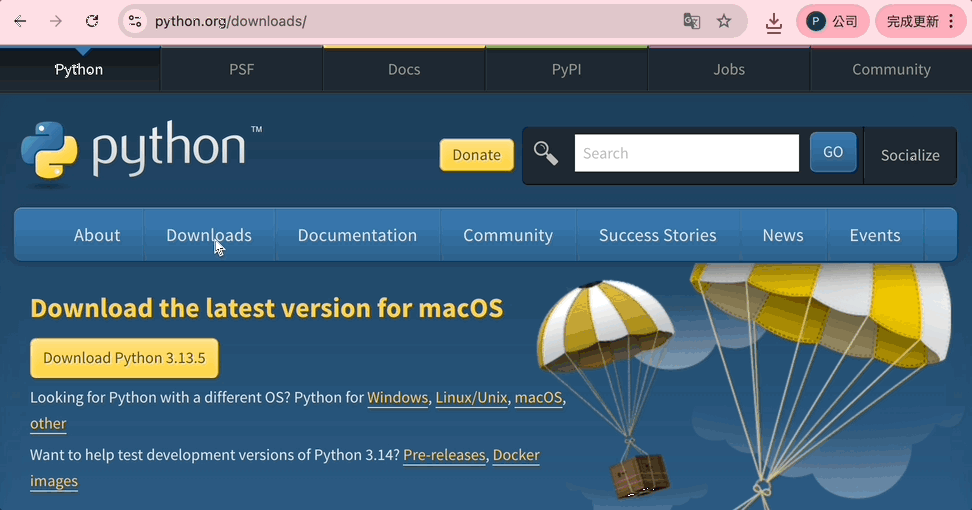 python.org/downloads/
P 公司 完成更新
Python PSF Docs PyPI Jobs Community
python™
Donate Search GO Socialize
About Downloads Documentation Community Success Stories News Events
Download the latest version for macOS
Download Python 3.13.5
Looking for Python with a different OS? Python for Windows, Linux/Unix, macOS,
other
Want to help test development versions of Python 3.14? Pre-releases, Docker
images